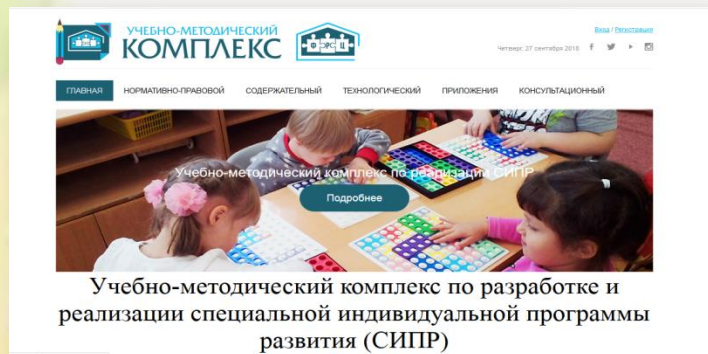 УЧЕБНО-МЕТОДИЧЕСКИЙ
КОМПЛЕКС
Ф ЭРС Ц
Вход / Регистрация
Четверг, 27 сентября 2018
ГЛАВНАЯ НОРМАТИВНО-ПРАВОВОЙ СОДЕРЖАТЕЛЬНЫЙ ТЕХНОЛОГИЧЕСКИЙ ПРИЛОЖЕНИЯ КОНСУЛЬТАЦИОННЫЙ
Учебно-методический комплекс по реализации СИПР
Подробнее
Учебно-методический комплекс по разработке и
реализации специальной индивидуальной программы
развития (СИПР)